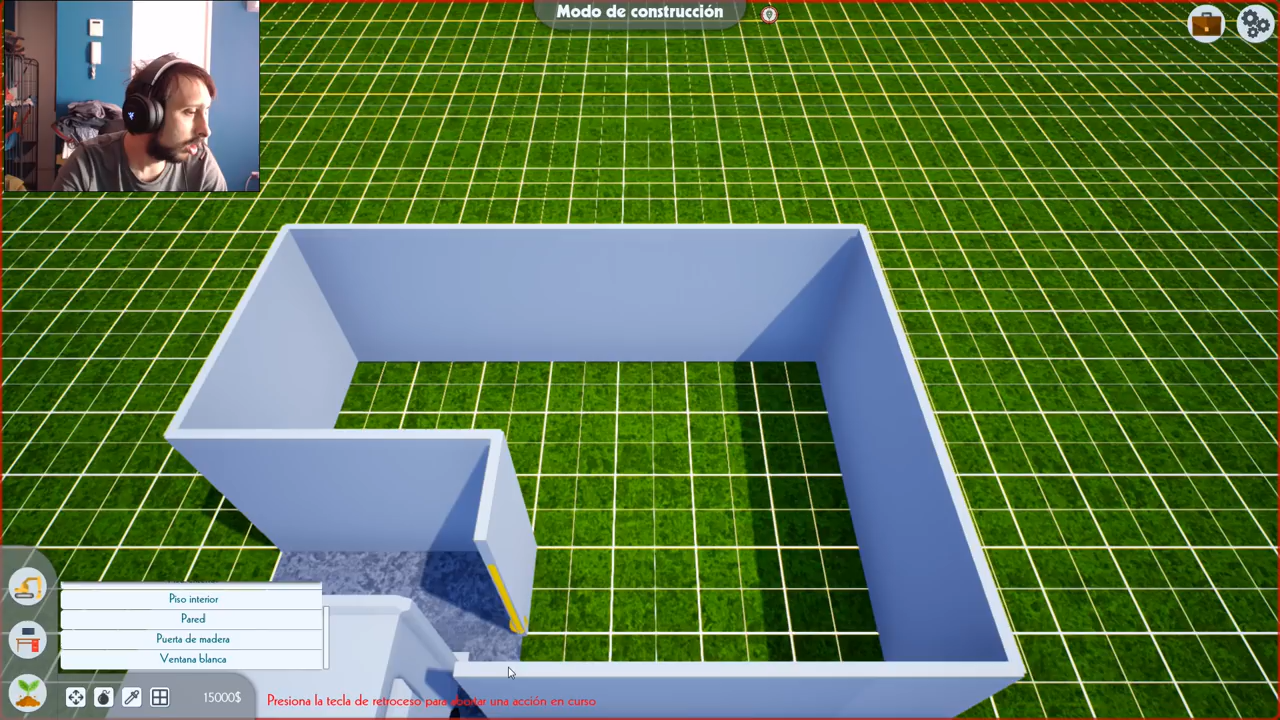 Modo de construcción
Piso interior
Pared
Puerta de madera
Ventana blanca
15000$
Presiona la tecla de retroceso para abortar una acción en curso